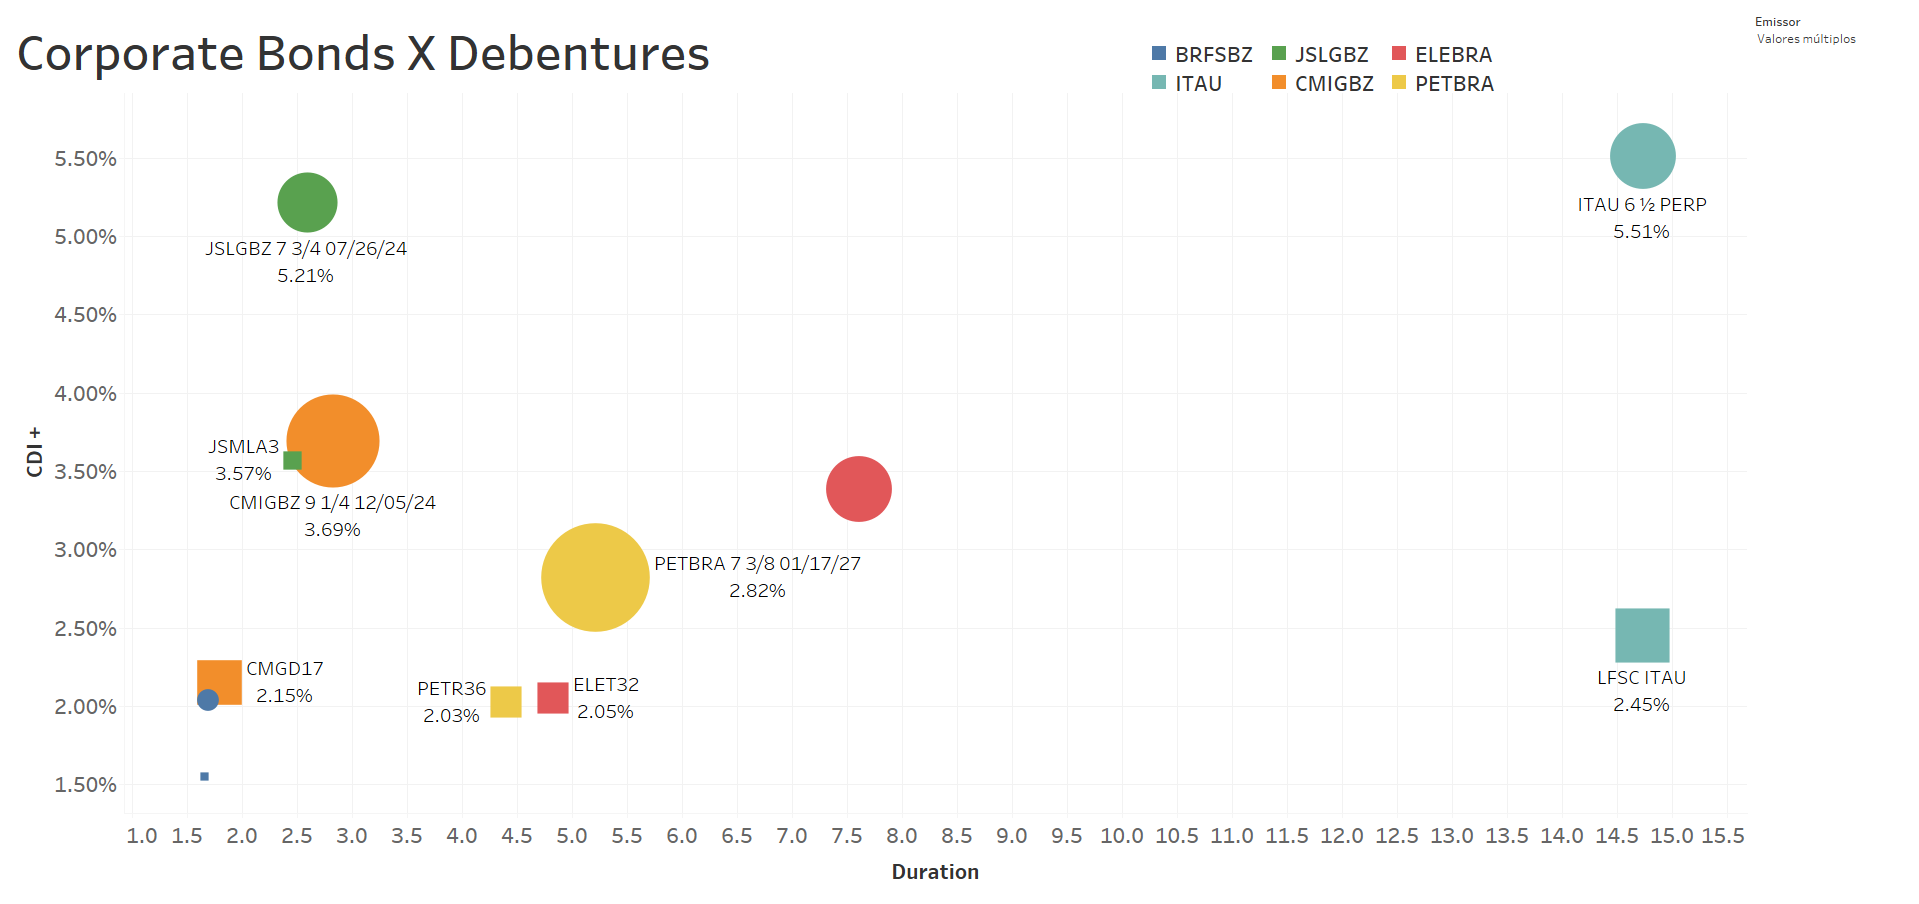 Corporate Bonds X Debentures
BRFSBZ JSLGBZ ELEBRA
ITAU CMIGBZ PETBRA
Emissor
Valores múltiplos
CDI +
5.50%
5.00%
4.50%
4.00%
3.50%
3.00%
2.50%
2.00%
1.50%
ITAU 6 ½ PERP
5.51%
JSLGBZ 7 3/4 07/26/24
5.21%
JSMLA3
3.57%
CMIGBZ 9 1/4 12/05/24
3.69%
PETBRA 7 3/8 01/17/27
2.82%
CMGD17
2.15%
PETR36
2.03%
ELET32
2.05%
LFSC ITAU
2.45%
1.0 1.5 2.0 2.5 3.0 3.5 4.0 4.5 5.0 5.5 6.0 6.5 7.0 7.5 8.0 8.5 9.0 9.5 10.0 10.5 11.0 11.5 12.0 12.5 13.0 13.5 14.0 14.5 15.0 15.5
Duration